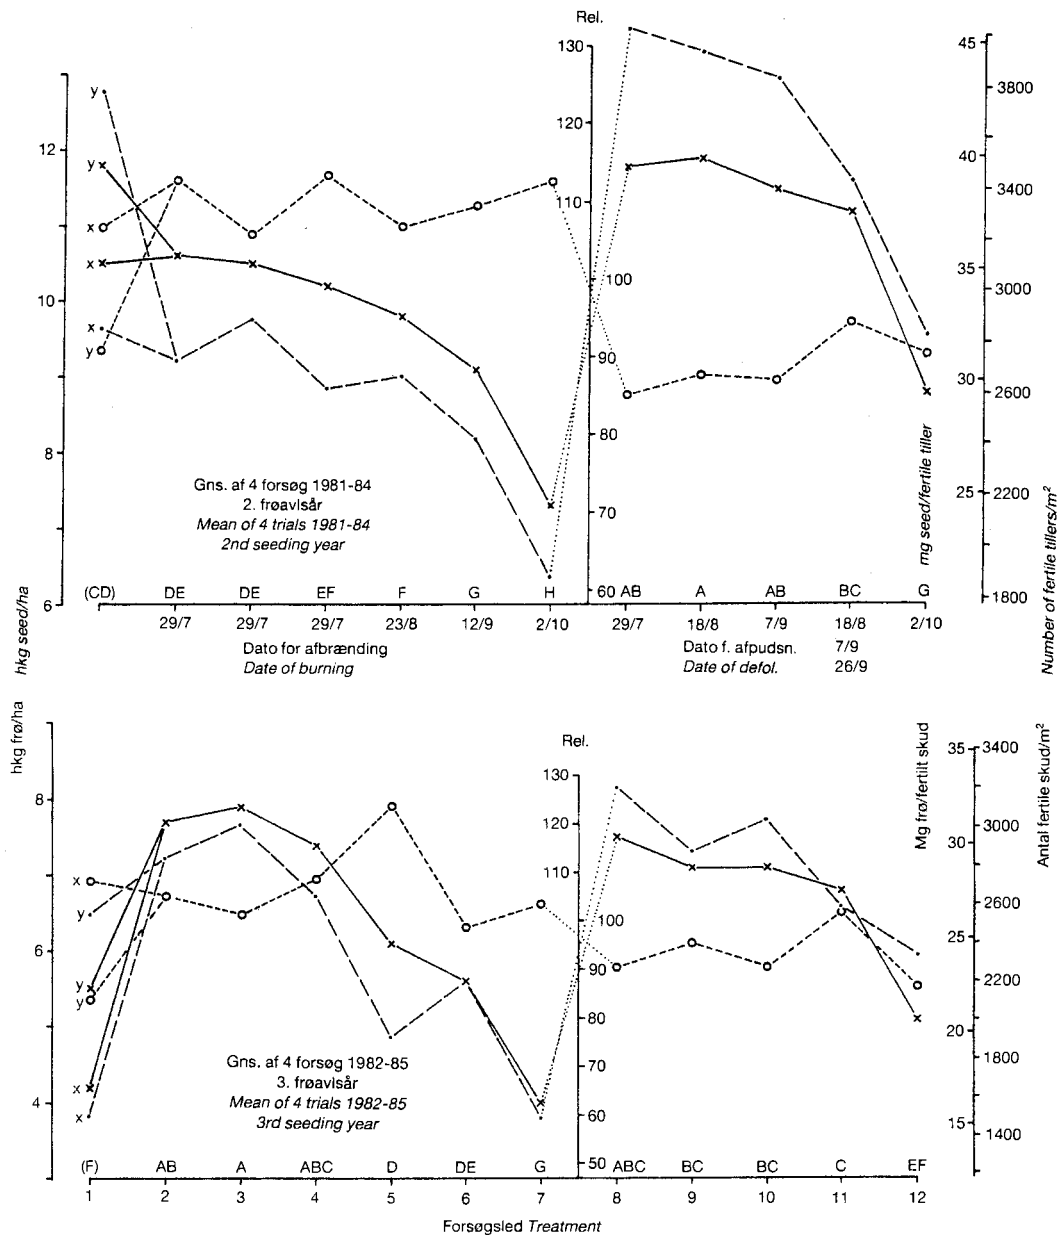 Rel.
130
120
110
100
90
80
70
60
45
40
35
30
25
3800
3400
3000
2600
2200
1800
12
10
8
6
y
y
x
x
x
y
Gns. af 4 forsøg 1981-84
2. frøavlsår
Mean of 4 trials 1981-84
2nd seeding year
hkg seed/ha
mg seed/fertile tiller
Number of fertile tillers/m²
(CD) DE DE EF F G H AB A AB BC G
29/7 29/7 29/7 23/8 12/9 2/10 29/7 18/8 7/9 18/8 2/10
Dato for afbrænding
Date of burning
Dato f. afpudsn. 7/9
Date of defol. 26/9
hkg frø/ha
Rel.
130
120
110
100
90
80
70
60
50
Mg frø/fertilt skud
Antal fertile skud/m²
35
30
25
20
15
3400
3000
2600
2200
1800
1400
8
6
4
x
y
y
y
x
x
Gns. af 4 forsøg 1982-85
3. frøavlsår
Mean of 4 trials 1982-85
3rd seeding year
(F) AB A ABC D DE G ABC BC BC C EF
1 2 3 4 5 6 7 8 9 10 11 12
Forsøgsled Treatment